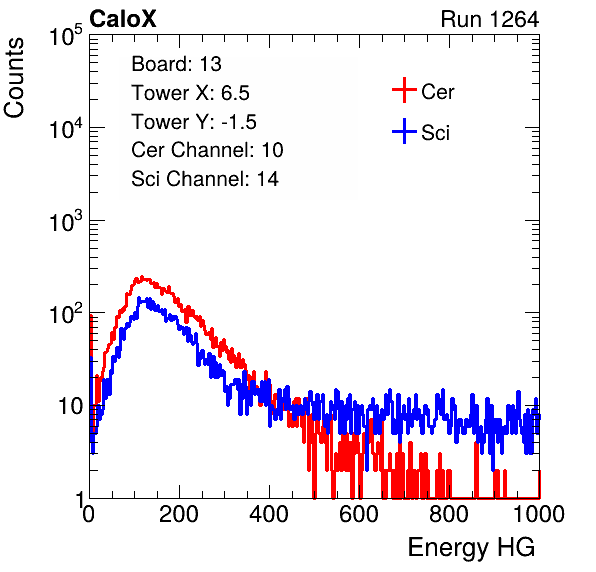 CaloX Run 1264
Counts
10^5
10^4
10^3
10^2
10
1
Board: 13
Tower X: 6.5
Tower Y: -1.5
Cer Channel: 10
Sci Channel: 14
Cer
Sci
0 200 400 600 800 1000
Energy HG